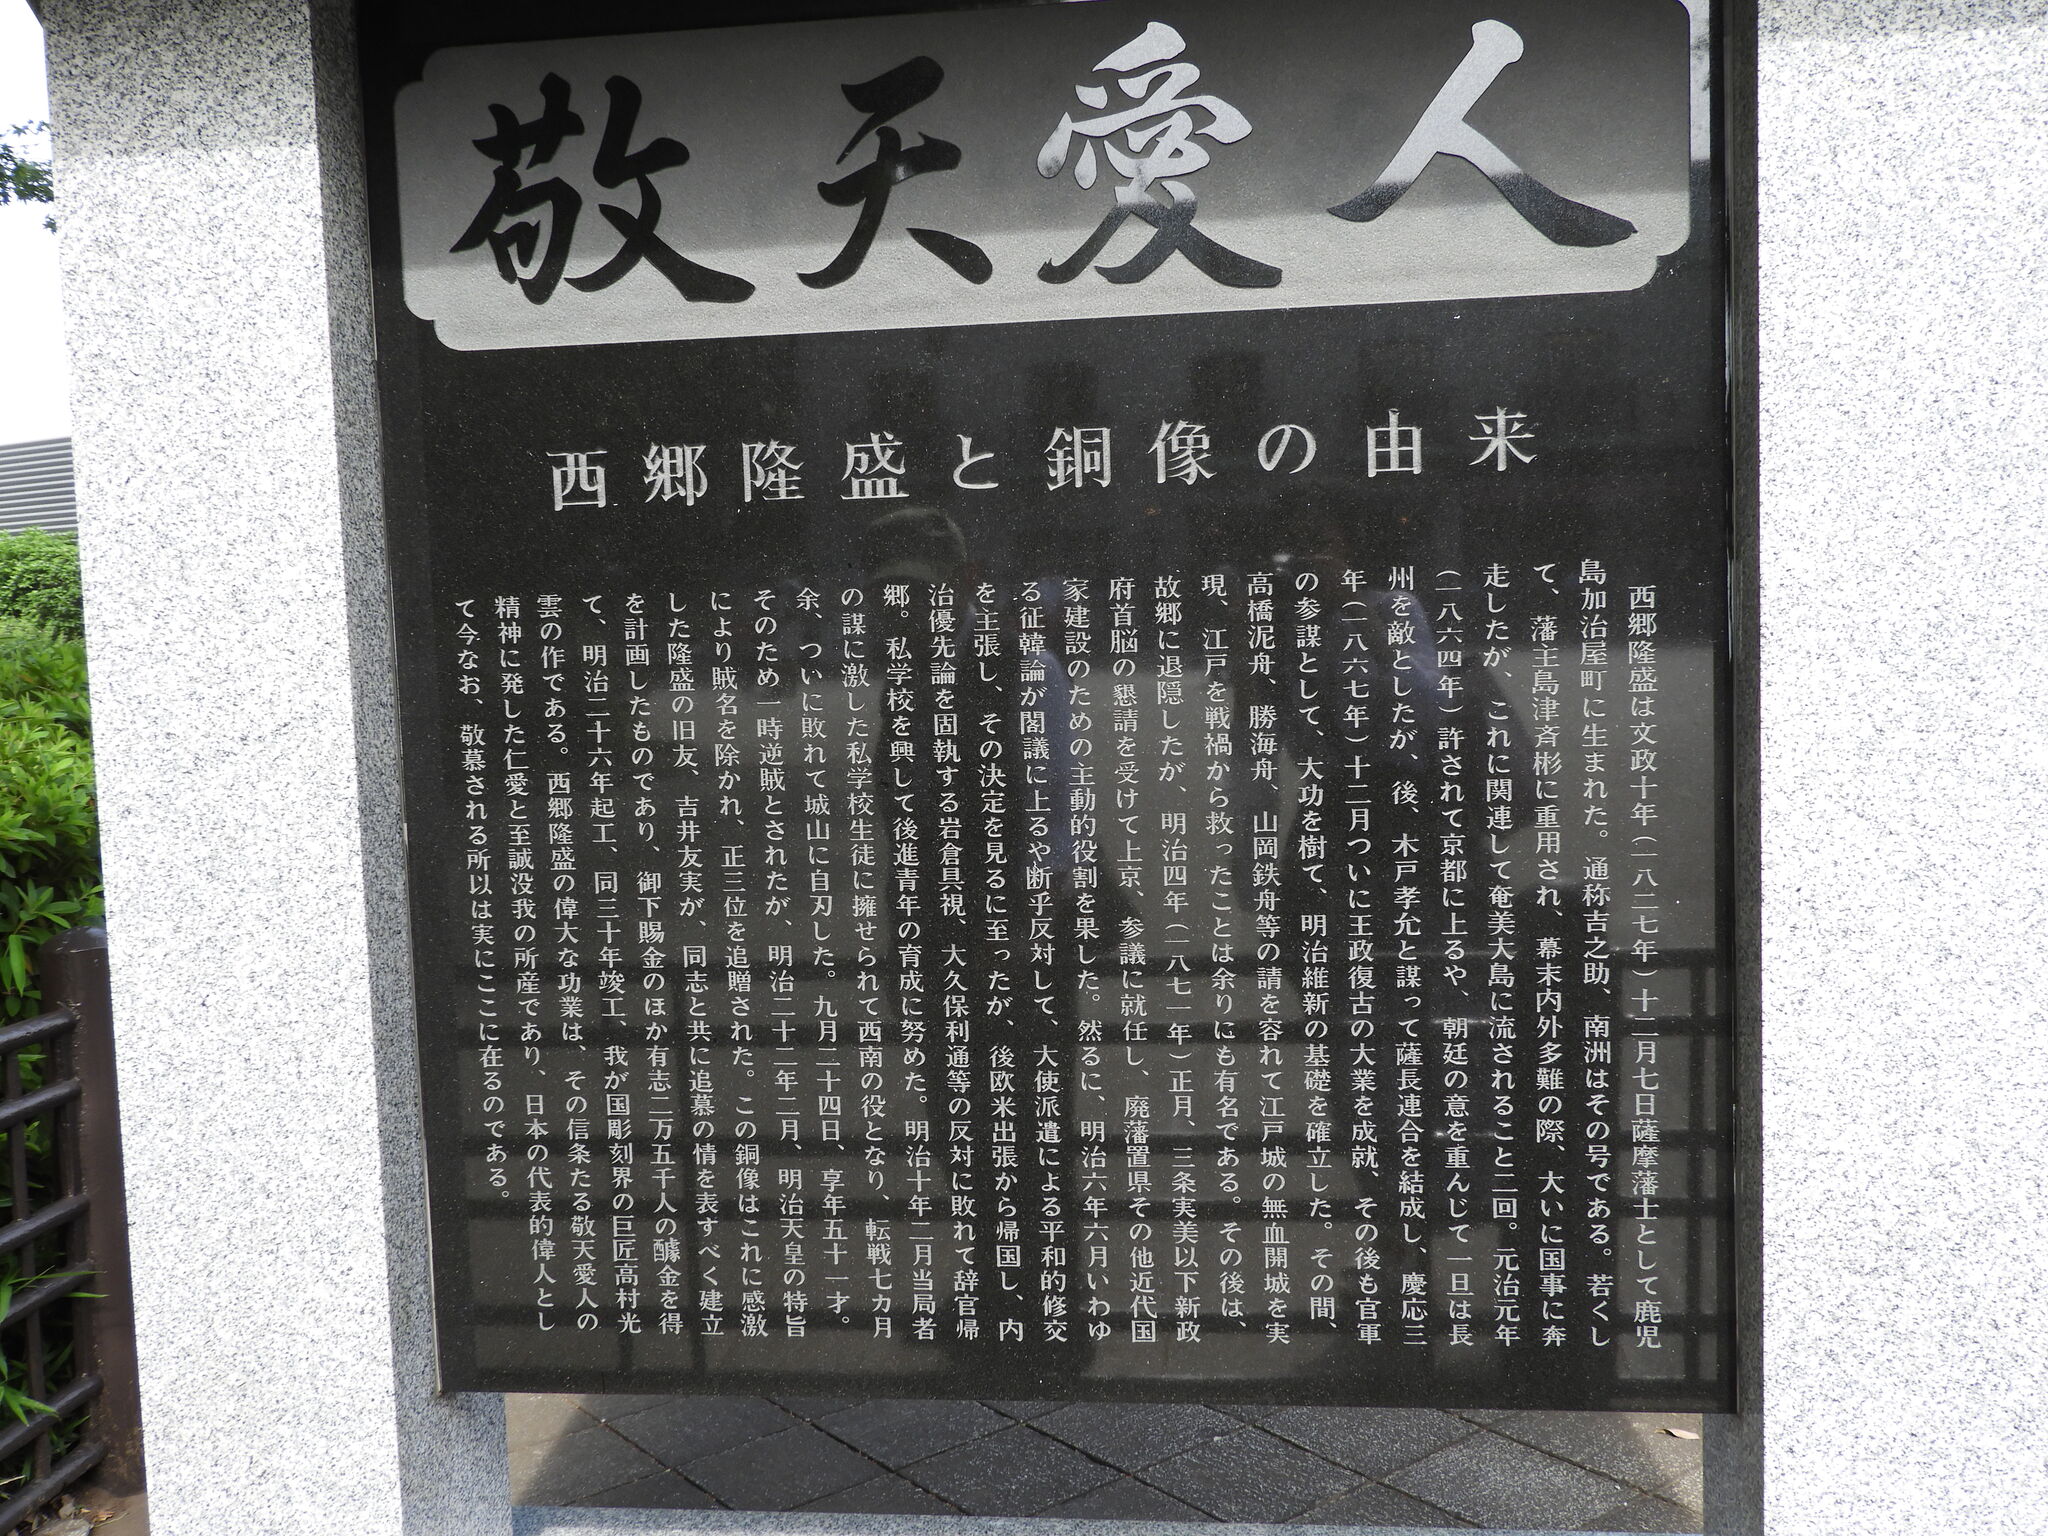 敬天愛人
西郷隆盛と銅像の由来
西郷隆盛は文政十年(一八二七年)十二月七日薩摩藩士として鹿児
島加治屋町に生まれた。通称吉之助、南洲はその号である。若くし
て、藩主島津斉彬に重用され、幕末内外多難の際、大いに国事に奔
走したが、これに関連して奄美大島に流されること二回。元治元年
(一八六四年)許されて京都に上るや、朝廷の意を重んじて一旦は長
州を敵としたが、後、木戸孝允と謀って薩長連合を結成し、慶応三
年(一八六七年)十二月ついに王政復古の大業を成就、その後も官軍
の参謀として、大功を樹て、明治維新の基礎を確立した。その間、
高橋泥舟、勝海舟、山岡鉄舟等の請を容れて江戸城の無血開城を実
現、江戸を戦禍から救ったことは余りにも有名である。その後は、
故郷に退隠したが、明治四年(一八七一年)正月、三条実美以下新政
府首脳の懇請を受けて上京、参議に就任し、廃藩置県その他近代国
家建設のための主動的役割を果した。然るに、明治六年六月いわゆ
る征韓論が閣議に上るや断乎反対して、大使派遣による平和的修交
を主張し、その決定を見るに至ったが、後欧米出張から帰国し、内
治優先論を固執する岩倉具視、大久保利通等の反対に敗れて辞官帰
郷。私学校を興して後進青年の育成に努めた。明治十年二月当局者
の謀に激した私学校生徒に擁せられて西南の役となり、転戦七カ月
余、ついに敗れて城山に自刃した。九月二十四日、享年五十一才。
そのため一時逆賊とされたが、明治二十二年二月、明治天皇の特旨
により賊名を除かれ、正三位を追贈された。この銅像はこれに感激
した隆盛の旧友、吉井友実が、同志と共に追慕の情を表すべく建立
を計画したものであり、御下賜金のほか有志二万五千人の醵金を得
て、明治二十六年起工、同三十年竣工、我が国彫刻界の巨匠高村光
雲の作である。西郷隆盛の偉大な功業は、その信条たる敬天愛人の
精神に発した仁愛と至誠没我の所産であり、日本の代表的偉人とし
て今なお、敬慕される所以は実にここに在るのである。